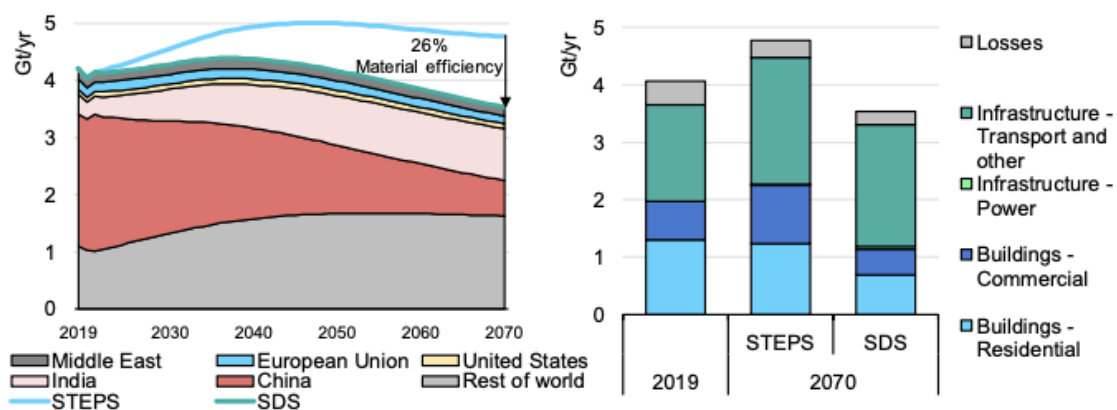 Gt/yr
5
4
3
2
1
0
26%
Material efficiency
2019
2030
2040
2050
2060
2070
Middle East
European Union
United States
India
China
Rest of world
STEPS
SDS
Gt/yr
5
4
3
2
1
0
STEPS
SDS
2019
2070
Losses
Infrastructure -
Transport and
other
Infrastructure -
Power
Buildings -
Commercial
Buildings -
Residential